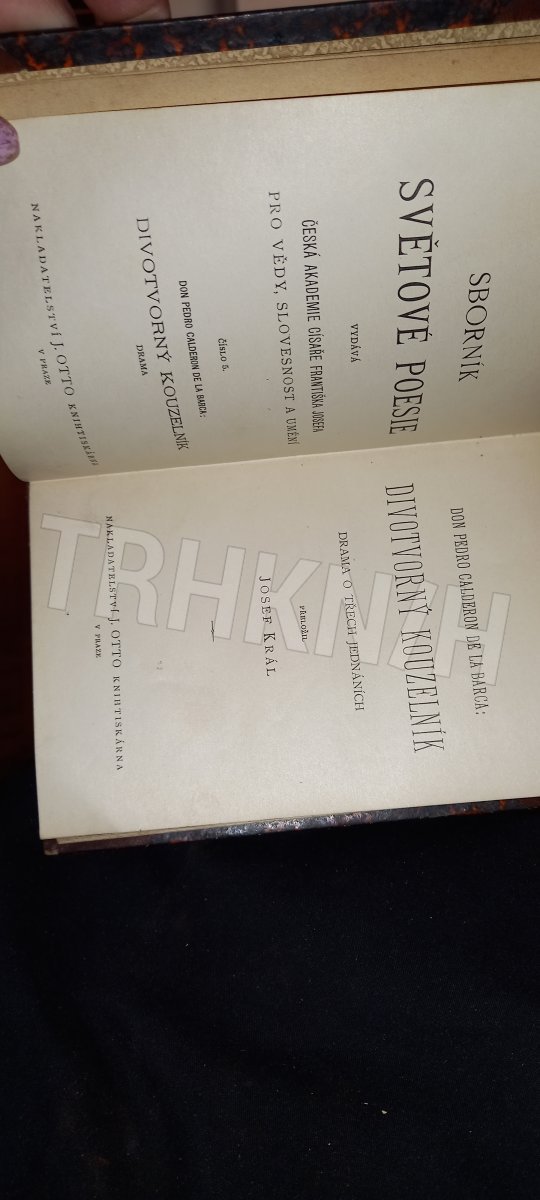 SBORNÍK
SVĚTOVÉ POESIE
VYDÁVÁ
ČESKÁ AKADEMIE CÍSAŘE FRANTIŠKA JOSEFA
PRO VĚDY, SLOVESNOST A UMĚNÍ
ČÍSLO 5.
DON PEDRO CALDERON DE LA BARCA:
DIVOTVORNÝ KOUZELNÍK
DRAMA
NAKLADATELSTVÍ J. OTTO KNIHTISKÁRNA
V PRAZE
DON PEDRO CALDERON DE LA BARCA:
DIVOTVORNÝ KOUZELNÍK
DRAMA O TŘECH JEDNÁNÍCH
PŘELOŽIL
JOSEF KRÁL
NAKLADATELSTVÍ J. OTTO KNIHTISKÁRNA
V PRAZE
TRHKNIH